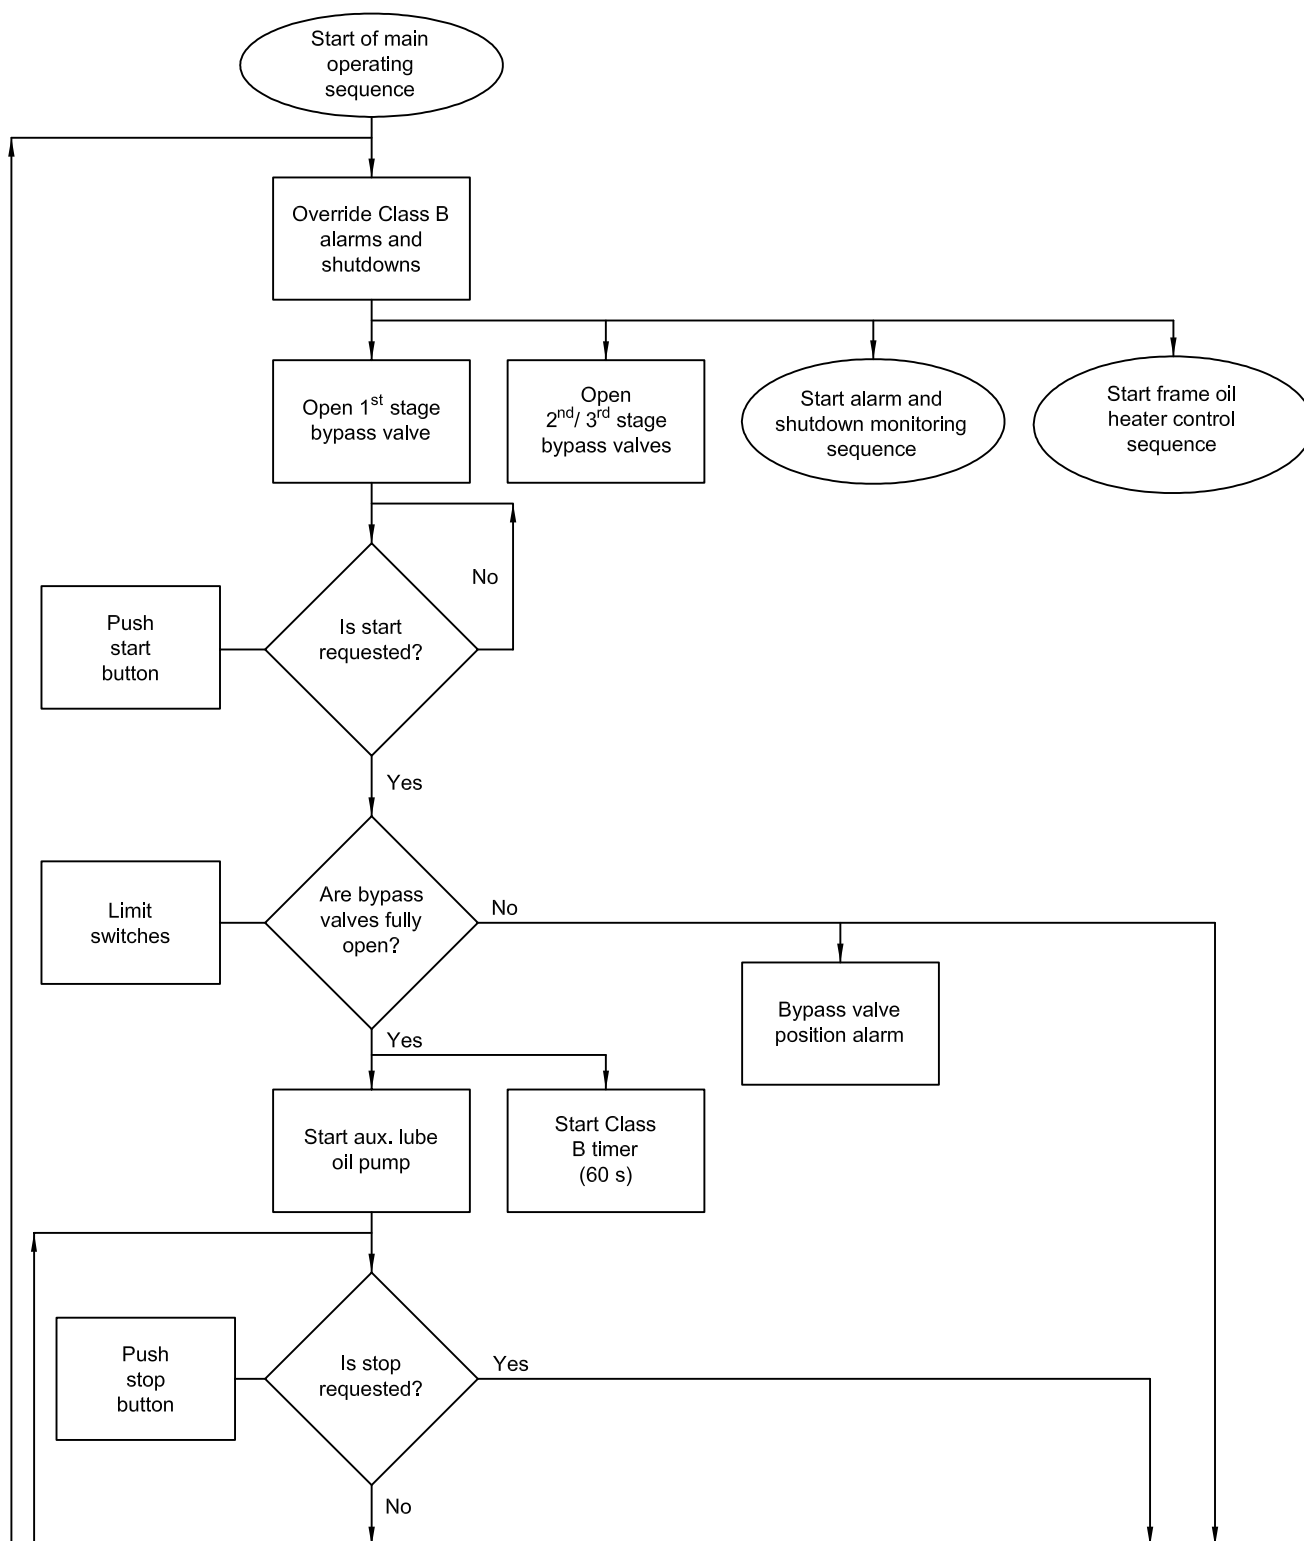 Start of main
operating
sequence
Override Class B
alarms and
shutdowns
Open 1st stage
bypass valve
Open
2nd/ 3rd stage
bypass valves
Start alarm and
shutdown monitoring
sequence
Start frame oil
heater control
sequence
No
Push
start
button
Is start
requested?
Yes
Limit
switches
Are bypass
valves fully
open?
No
Bypass valve
position alarm
Yes
Start aux. lube
oil pump
Start Class
B timer
(60 s)
Push
stop
button
Is stop
requested?
Yes
No